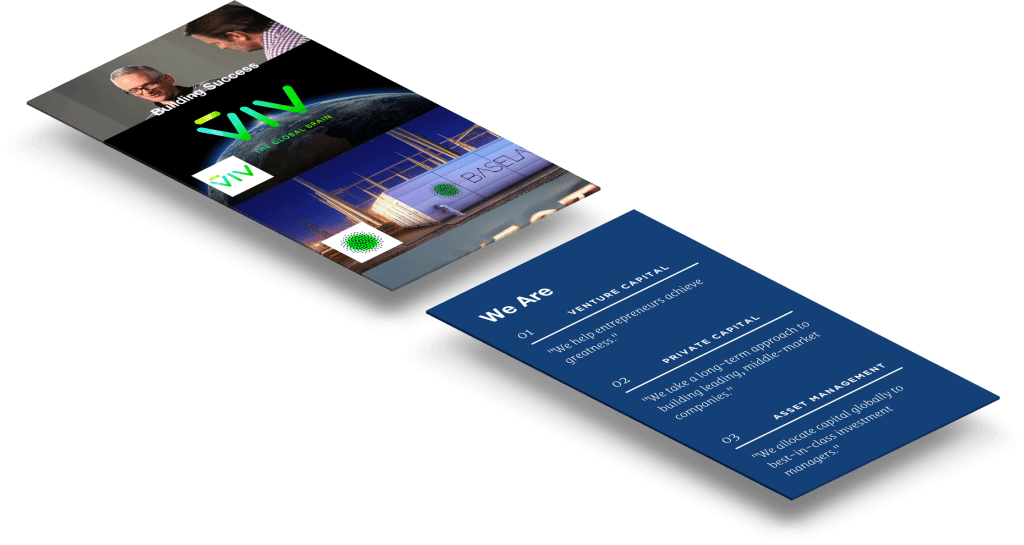 Building Success
VIV
THE GLOBAL BRAIN
VIV
BASELA
We Are
01
VENTURE CAPITAL
"'We help entrepreneurs achieve
greatness."
02
PRIVATE CAPITAL
"'We take a long-term approach to
building leading, middle-market
companies."
03
ASSET MANAGEMENT
"'We allocate capital globally to
best-in-class investment
managers."